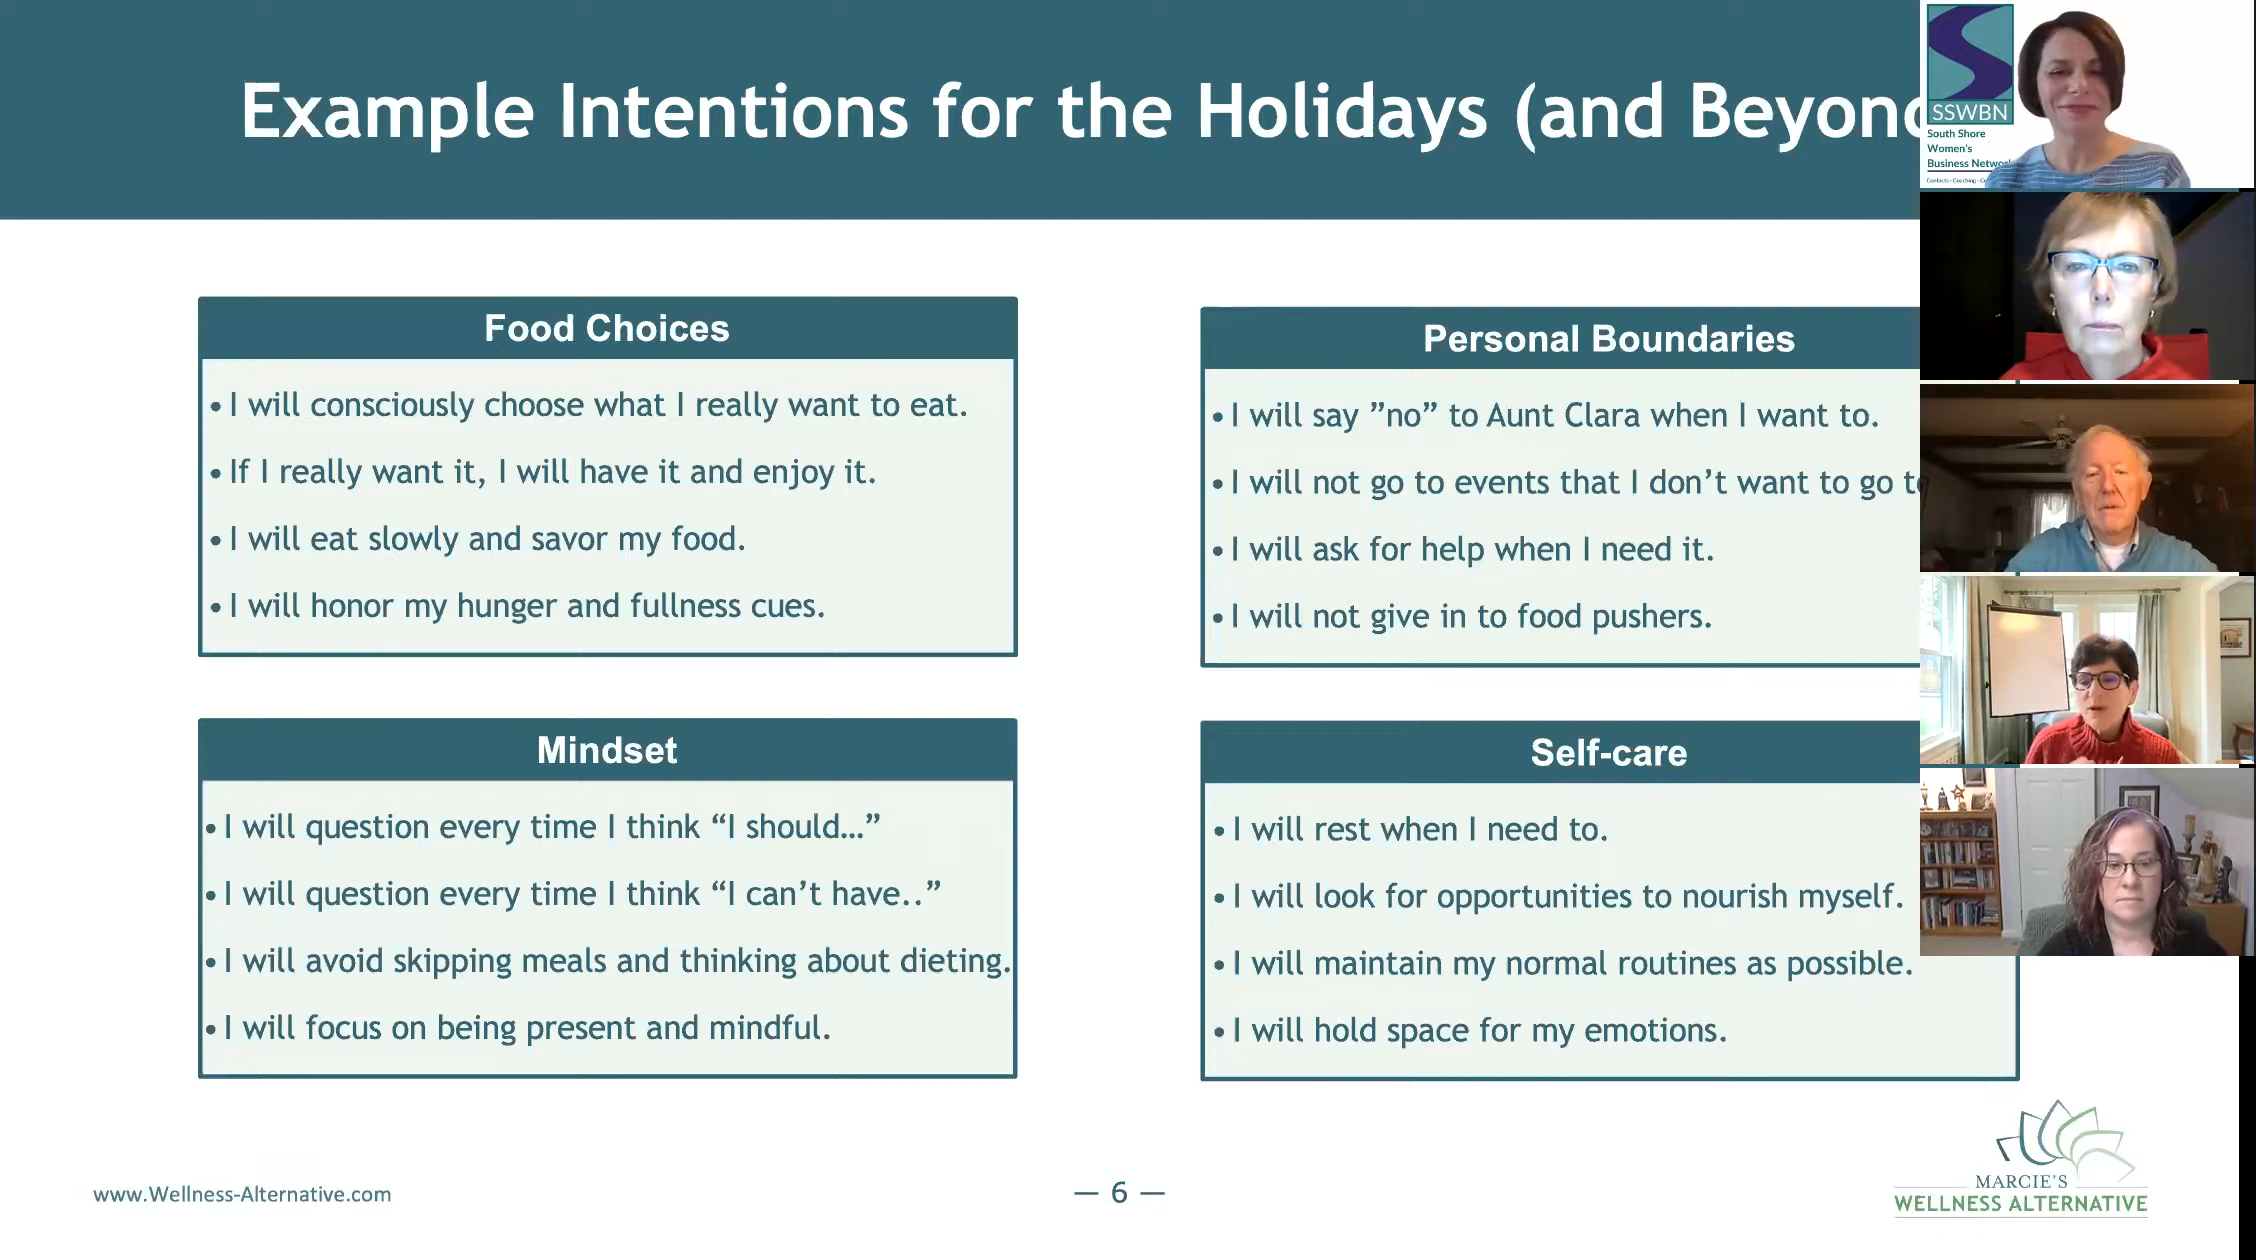 Example Intentions for the Holidays (and Beyond
SSWBN
South Shore
Women's
Business Network
Food Choices
• I will consciously choose what I really want to eat.
• If I really want it, I will have it and enjoy it.
• I will eat slowly and savor my food.
• I will honor my hunger and fullness cues.
Personal Boundaries
• I will say ”no” to Aunt Clara when I want to.
• I will not go to events that I don’t want to go to
• I will ask for help when I need it.
• I will not give in to food pushers.
Mindset
• I will question every time I think “I should…”
• I will question every time I think “I can’t have..”
• I will avoid skipping meals and thinking about dieting.
• I will focus on being present and mindful.
Self-care
• I will rest when I need to.
• I will look for opportunities to nourish myself.
• I will maintain my normal routines as possible.
• I will hold space for my emotions.
www.Wellness-Alternative.com
— 6 —
MARCIE'S
WELLNESS ALTERNATIVE